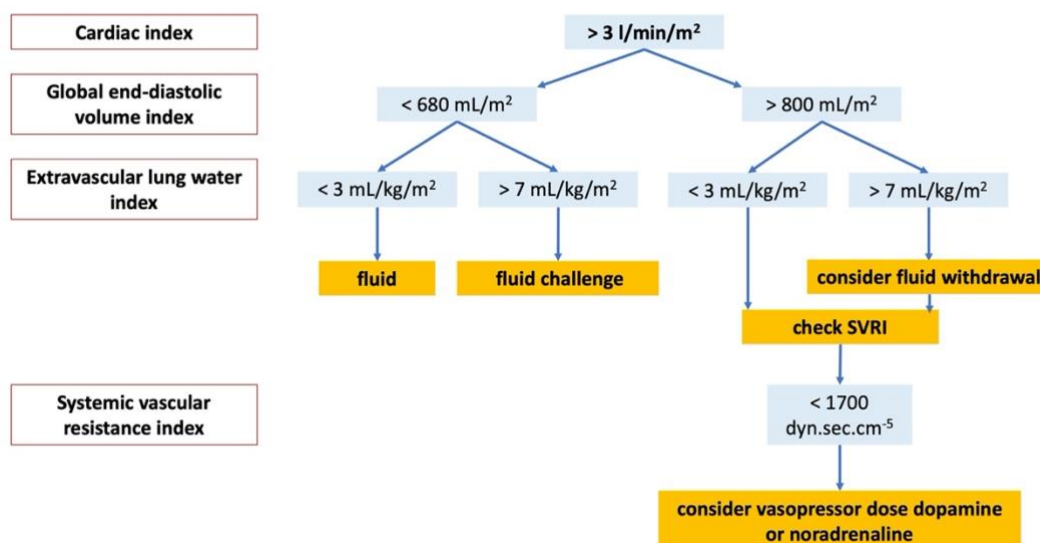 Cardiac index
> 3 l/min/m²
Global end-diastolic
volume index
< 680 mL/m²
> 800 mL/m²
Extravascular lung water
index
< 3 mL/kg/m²
> 7 mL/kg/m²
< 3 mL/kg/m²
> 7 mL/kg/m²
fluid
fluid challenge
consider fluid withdrawal
check SVRI
Systemic vascular
resistance index
< 1700
dyn.sec.cm⁻⁵
consider vasopressor dose dopamine
or noradrenaline